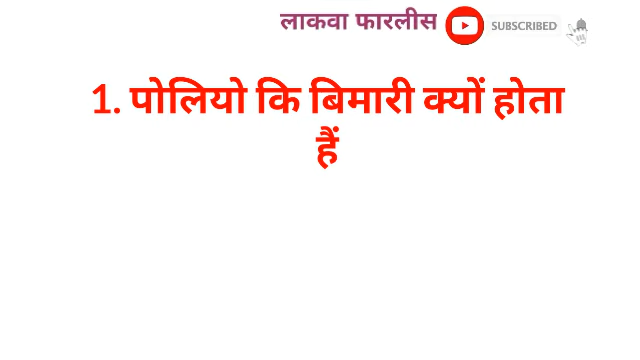 लाकवा फारलीस SUBSCRIBED
1. पोलियो कि बिमारी क्यों होता
हैं